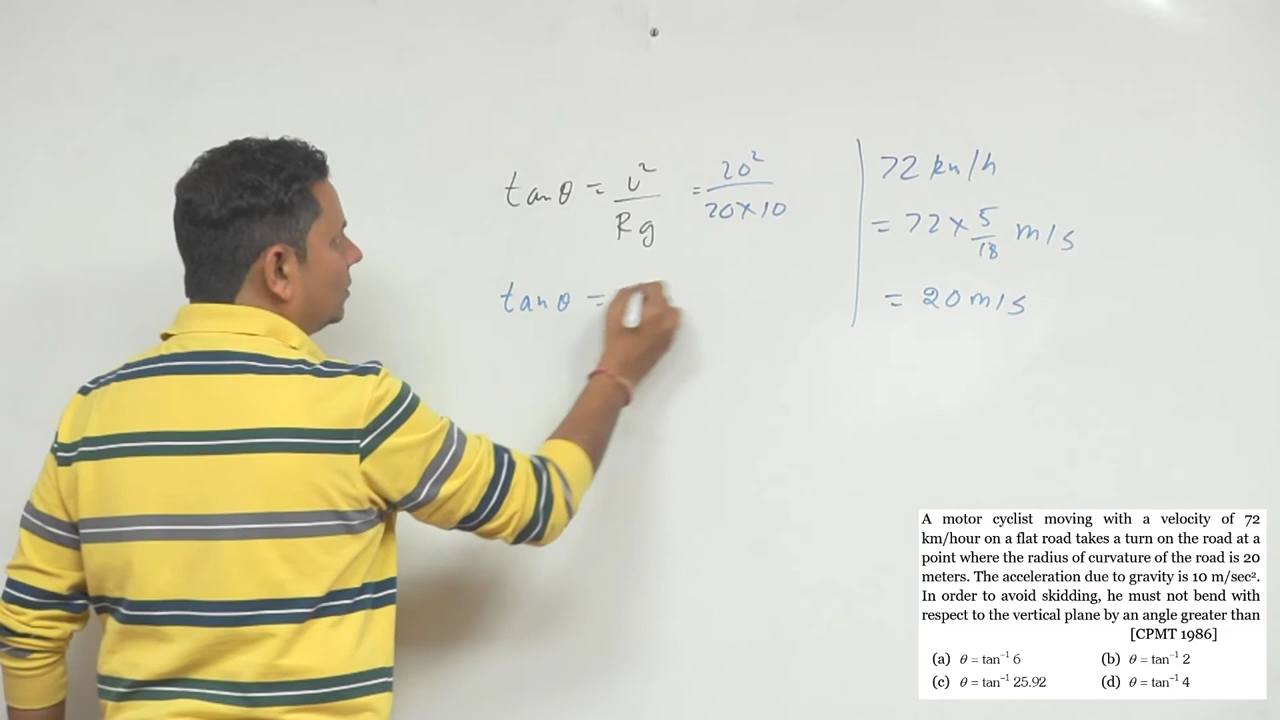 tanθ = v²/Rg = 20²/20×10
tanθ =
72 km/h
= 72 × 5/18 m/s
= 20 m/s
A motor cyclist moving with a velocity of 72
km/hour on a flat road takes a turn on the road at a
point where the radius of curvature of the road is 20
meters. The acceleration due to gravity is 10 m/sec².
In order to avoid skidding, he must not bend with
respect to the vertical plane by an angle greater than
[CPMT 1986]
(a) θ = tan⁻¹ 6 (b) θ = tan⁻¹ 2
(c) θ = tan⁻¹ 25.92 (d) θ = tan⁻¹ 4